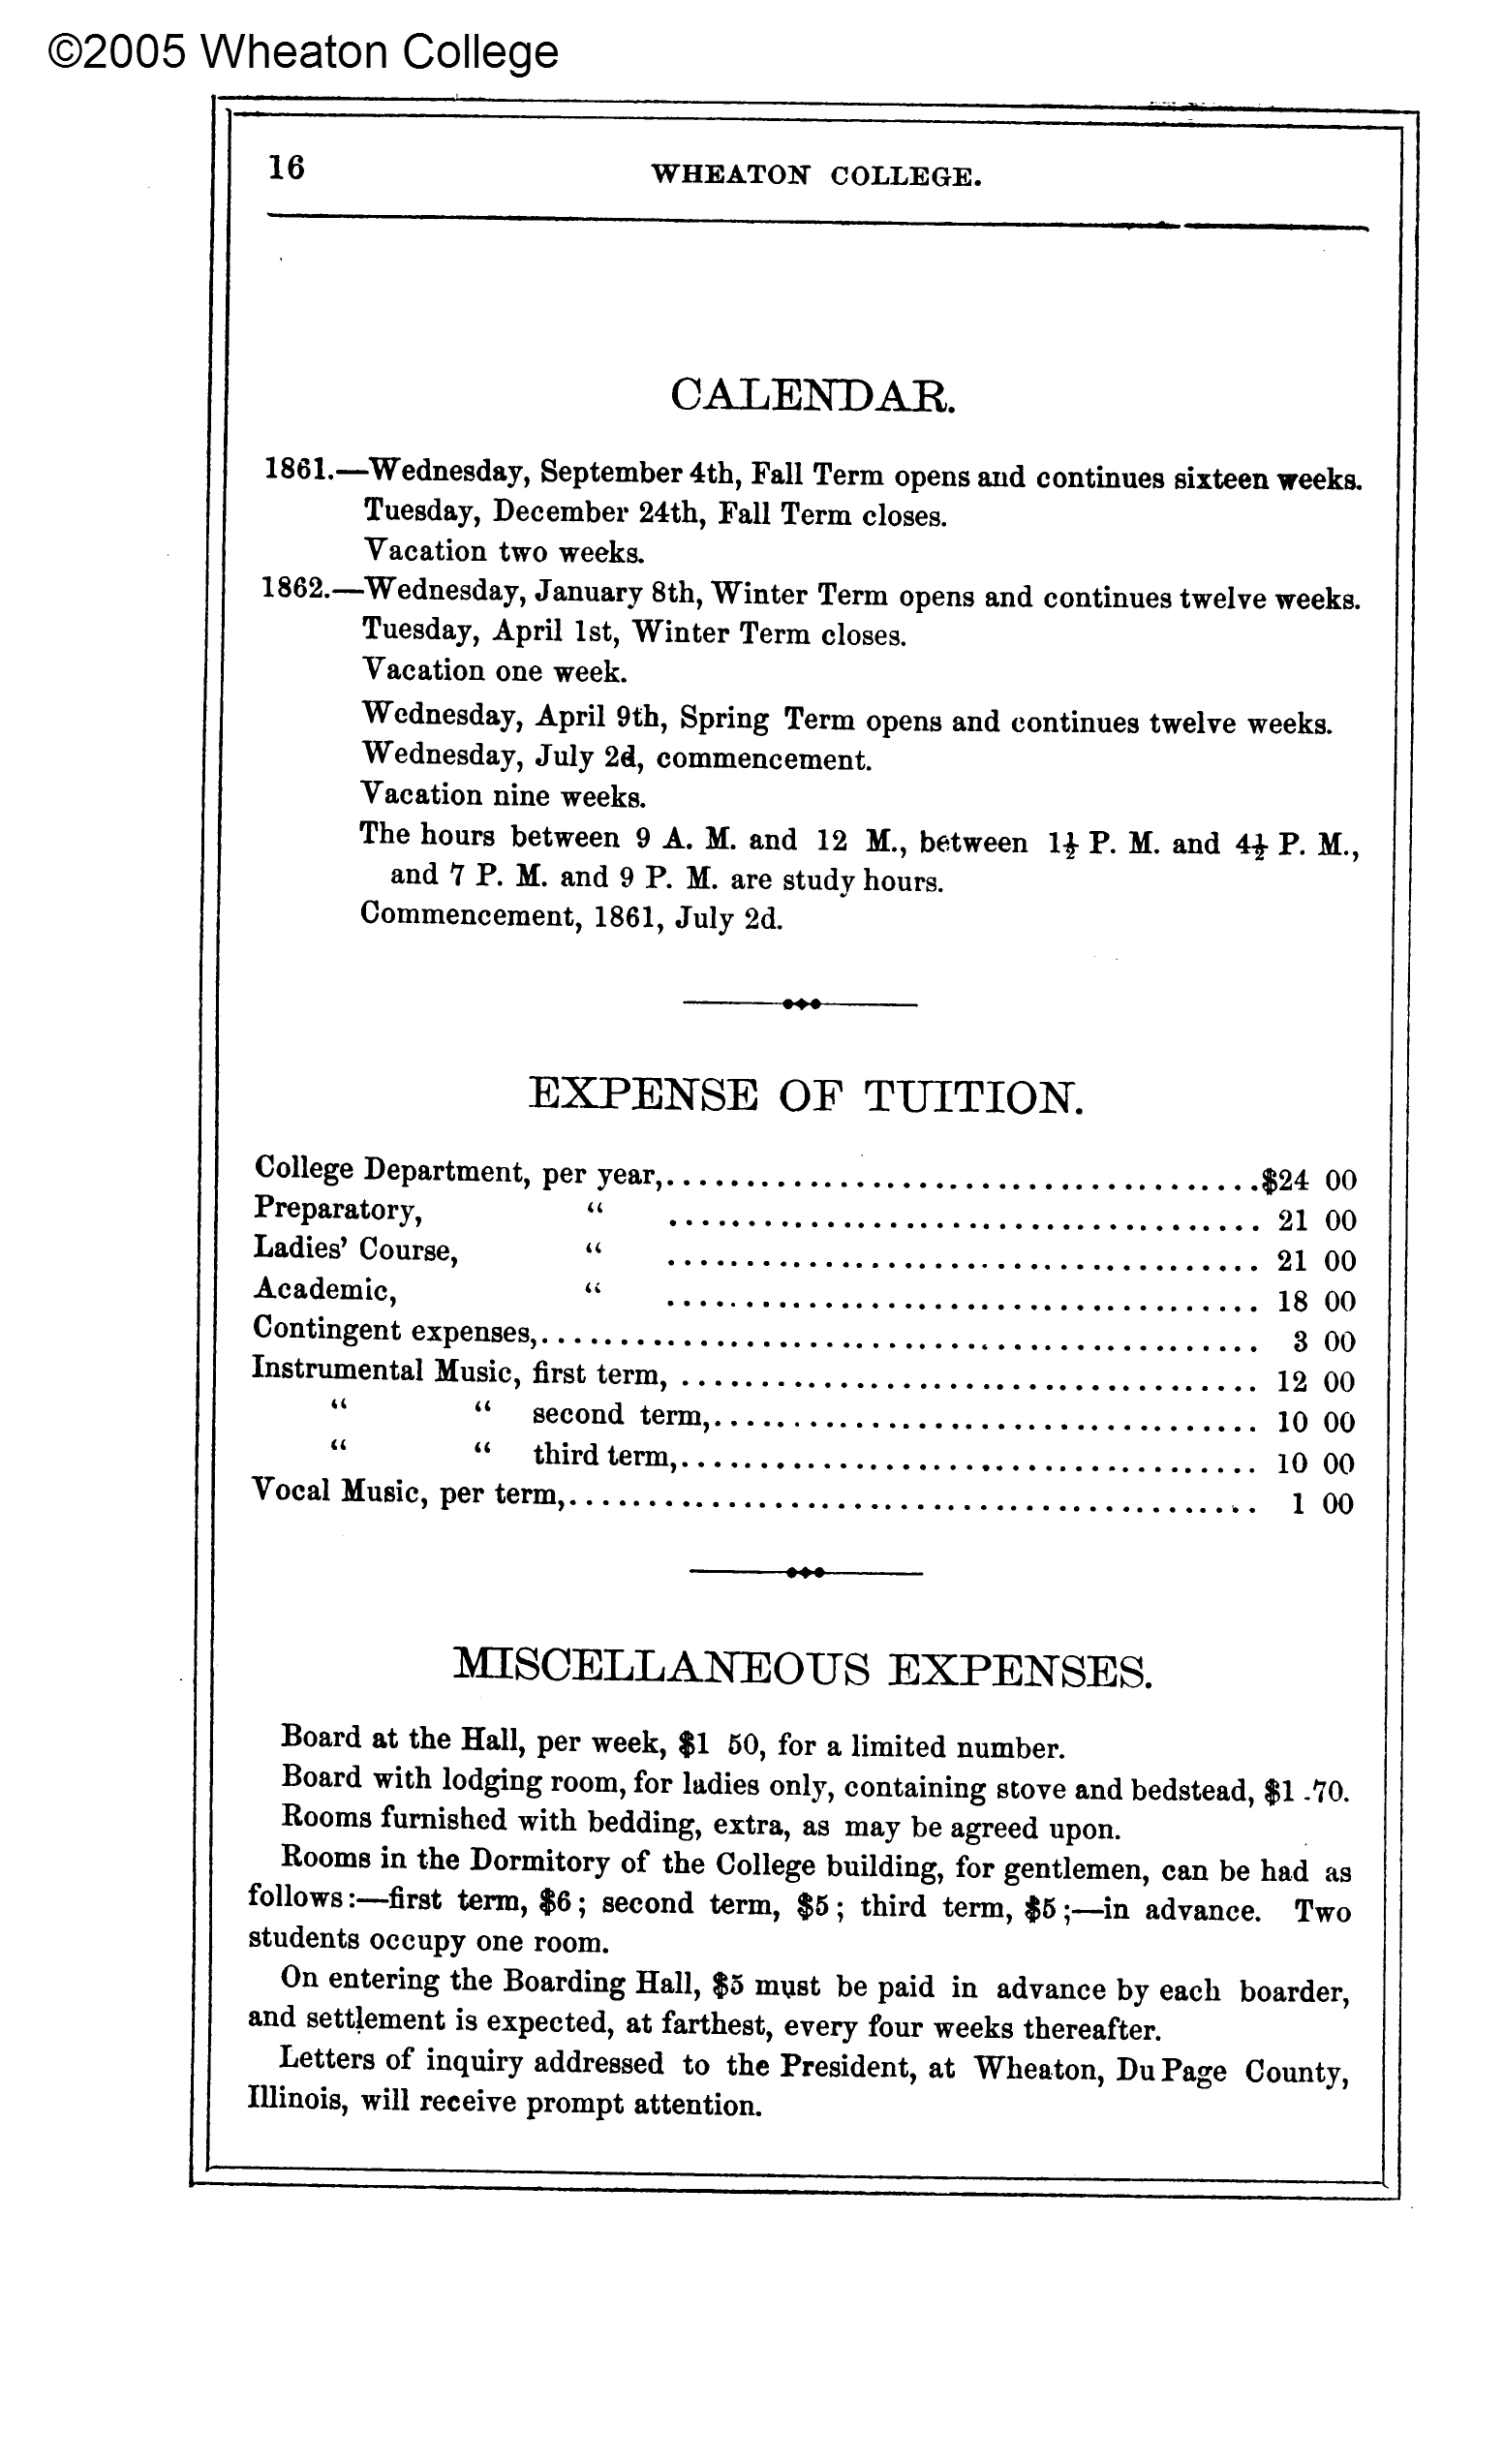 ©2005 Wheaton College
16 WHEATON COLLEGE.
CALENDAR.
1861.—Wednesday, September 4th, Fall Term opens and continues sixteen weeks.
Tuesday, December 24th, Fall Term closes.
Vacation two weeks.
1862.—Wednesday, January 8th, Winter Term opens and continues twelve weeks.
Tuesday, April 1st, Winter Term closes.
Vacation one week.
Wednesday, April 9th, Spring Term opens and continues twelve weeks.
Wednesday, July 2d, commencement.
Vacation nine weeks.
The hours between 9 A. M. and 12 M., between 1½ P. M. and 4½ P. M.,
and 7 P. M. and 9 P. M. are study hours.
Commencement, 1861, July 2d.
EXPENSE OF TUITION.
College Department, per year,.....................................$24 00
Preparatory, “ ..................................... 21 00
Ladies’ Course, “ ..................................... 21 00
Academic, “ ..................................... 18 00
Contingent expenses,............................................. 3 00
Instrumental Music, first term, .................................... 12 00
“ “ second term,.................................. 10 00
“ “ third term,.................................... 10 00
Vocal Music, per term,........................................... 1 00
MISCELLANEOUS EXPENSES.
Board at the Hall, per week, $1 50, for a limited number.
Board with lodging room, for ladies only, containing stove and bedstead, $1 .70.
Rooms furnished with bedding, extra, as may be agreed upon.
Rooms in the Dormitory of the College building, for gentlemen, can be had as
follows:—first term, $6; second term, $5; third term, $5;—in advance. Two
students occupy one room.
On entering the Boarding Hall, $5 must be paid in advance by each boarder,
and settlement is expected, at farthest, every four weeks thereafter.
Letters of inquiry addressed to the President, at Wheaton, Du Page County,
Illinois, will receive prompt attention.